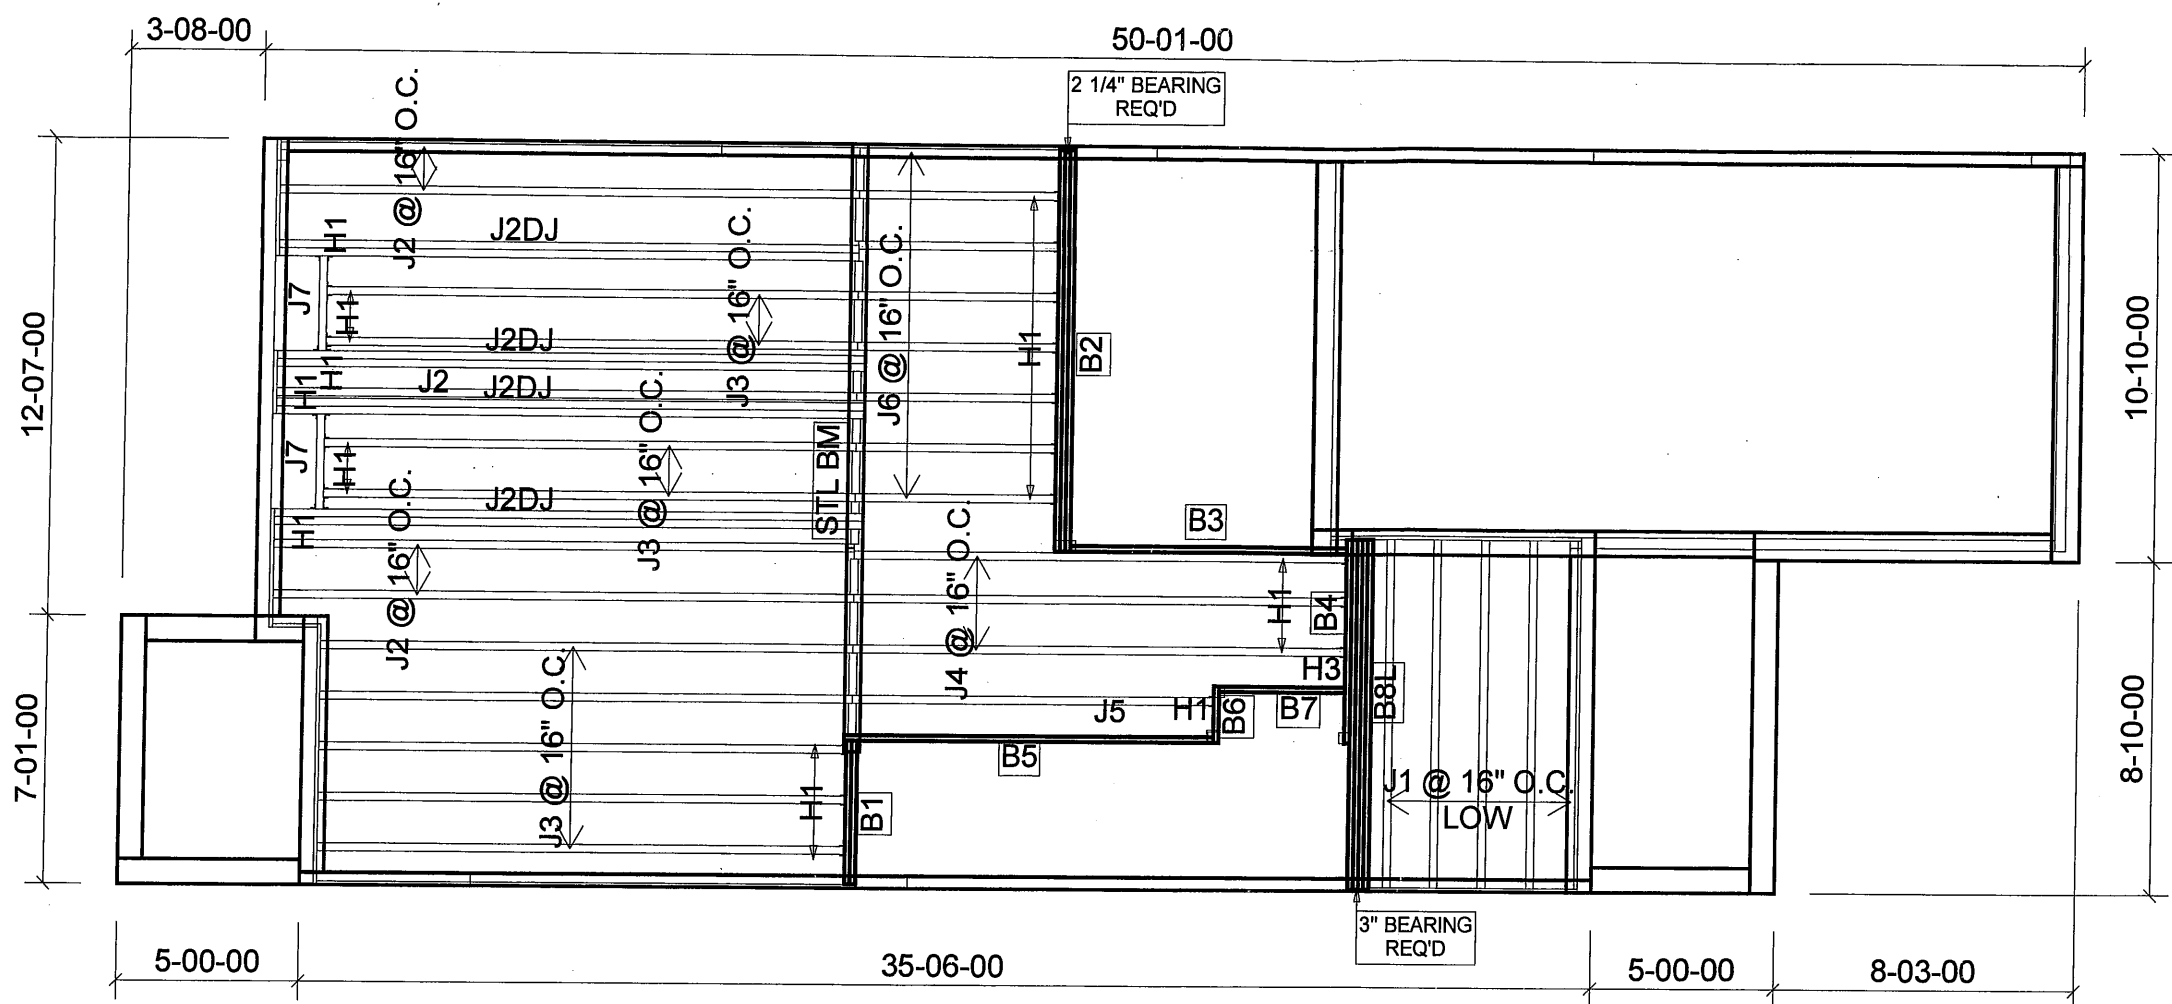 3-08-00
50-01-00
2 1/4" BEARING
REQ'D
J2 @ 16" O.C.
H1
J2DJ
J3 @ 16" O.C.
J6 @ 16" O.C.
J7
H1
H1
B2
12-07-00
10-10-00
J2DJ
H1
J2
J2DJ
H1
STL BM
J7
H1
J3 @ 16" O.C.
J2DJ
H1
J2 @ 16" O.C.
B3
J4 @ 16" O.C.
H1
B4
H3
B8L
J5
H1
B6
B7
7-01-00
8-10-00
J3 @ 16" O.C.
H1
B1
B5
J1 @ 16" O.C.
LOW
3" BEARING
REQ'D
5-00-00
35-06-00
5-00-00
8-03-00